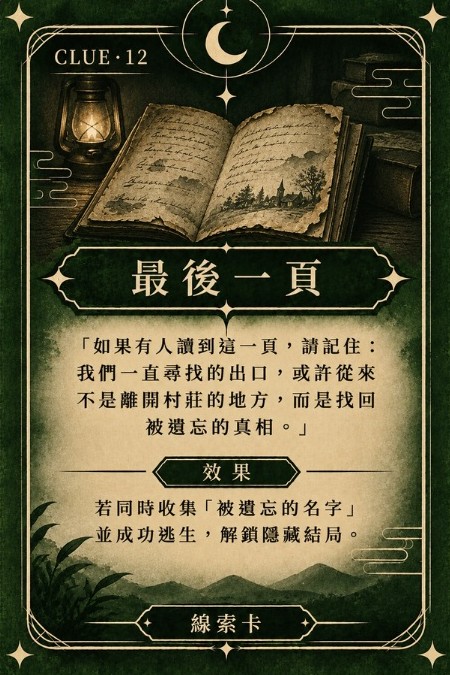 CLUE·12
最後一頁
「如果有人讀到這一頁，請記住：
我們一直尋找的出口，或許從來
不是離開村莊的地方，而是找回
被遺忘的真相。」
效果
若同時收集「被遺忘的名字」
並成功逃生，解鎖隱藏結局。
線索卡